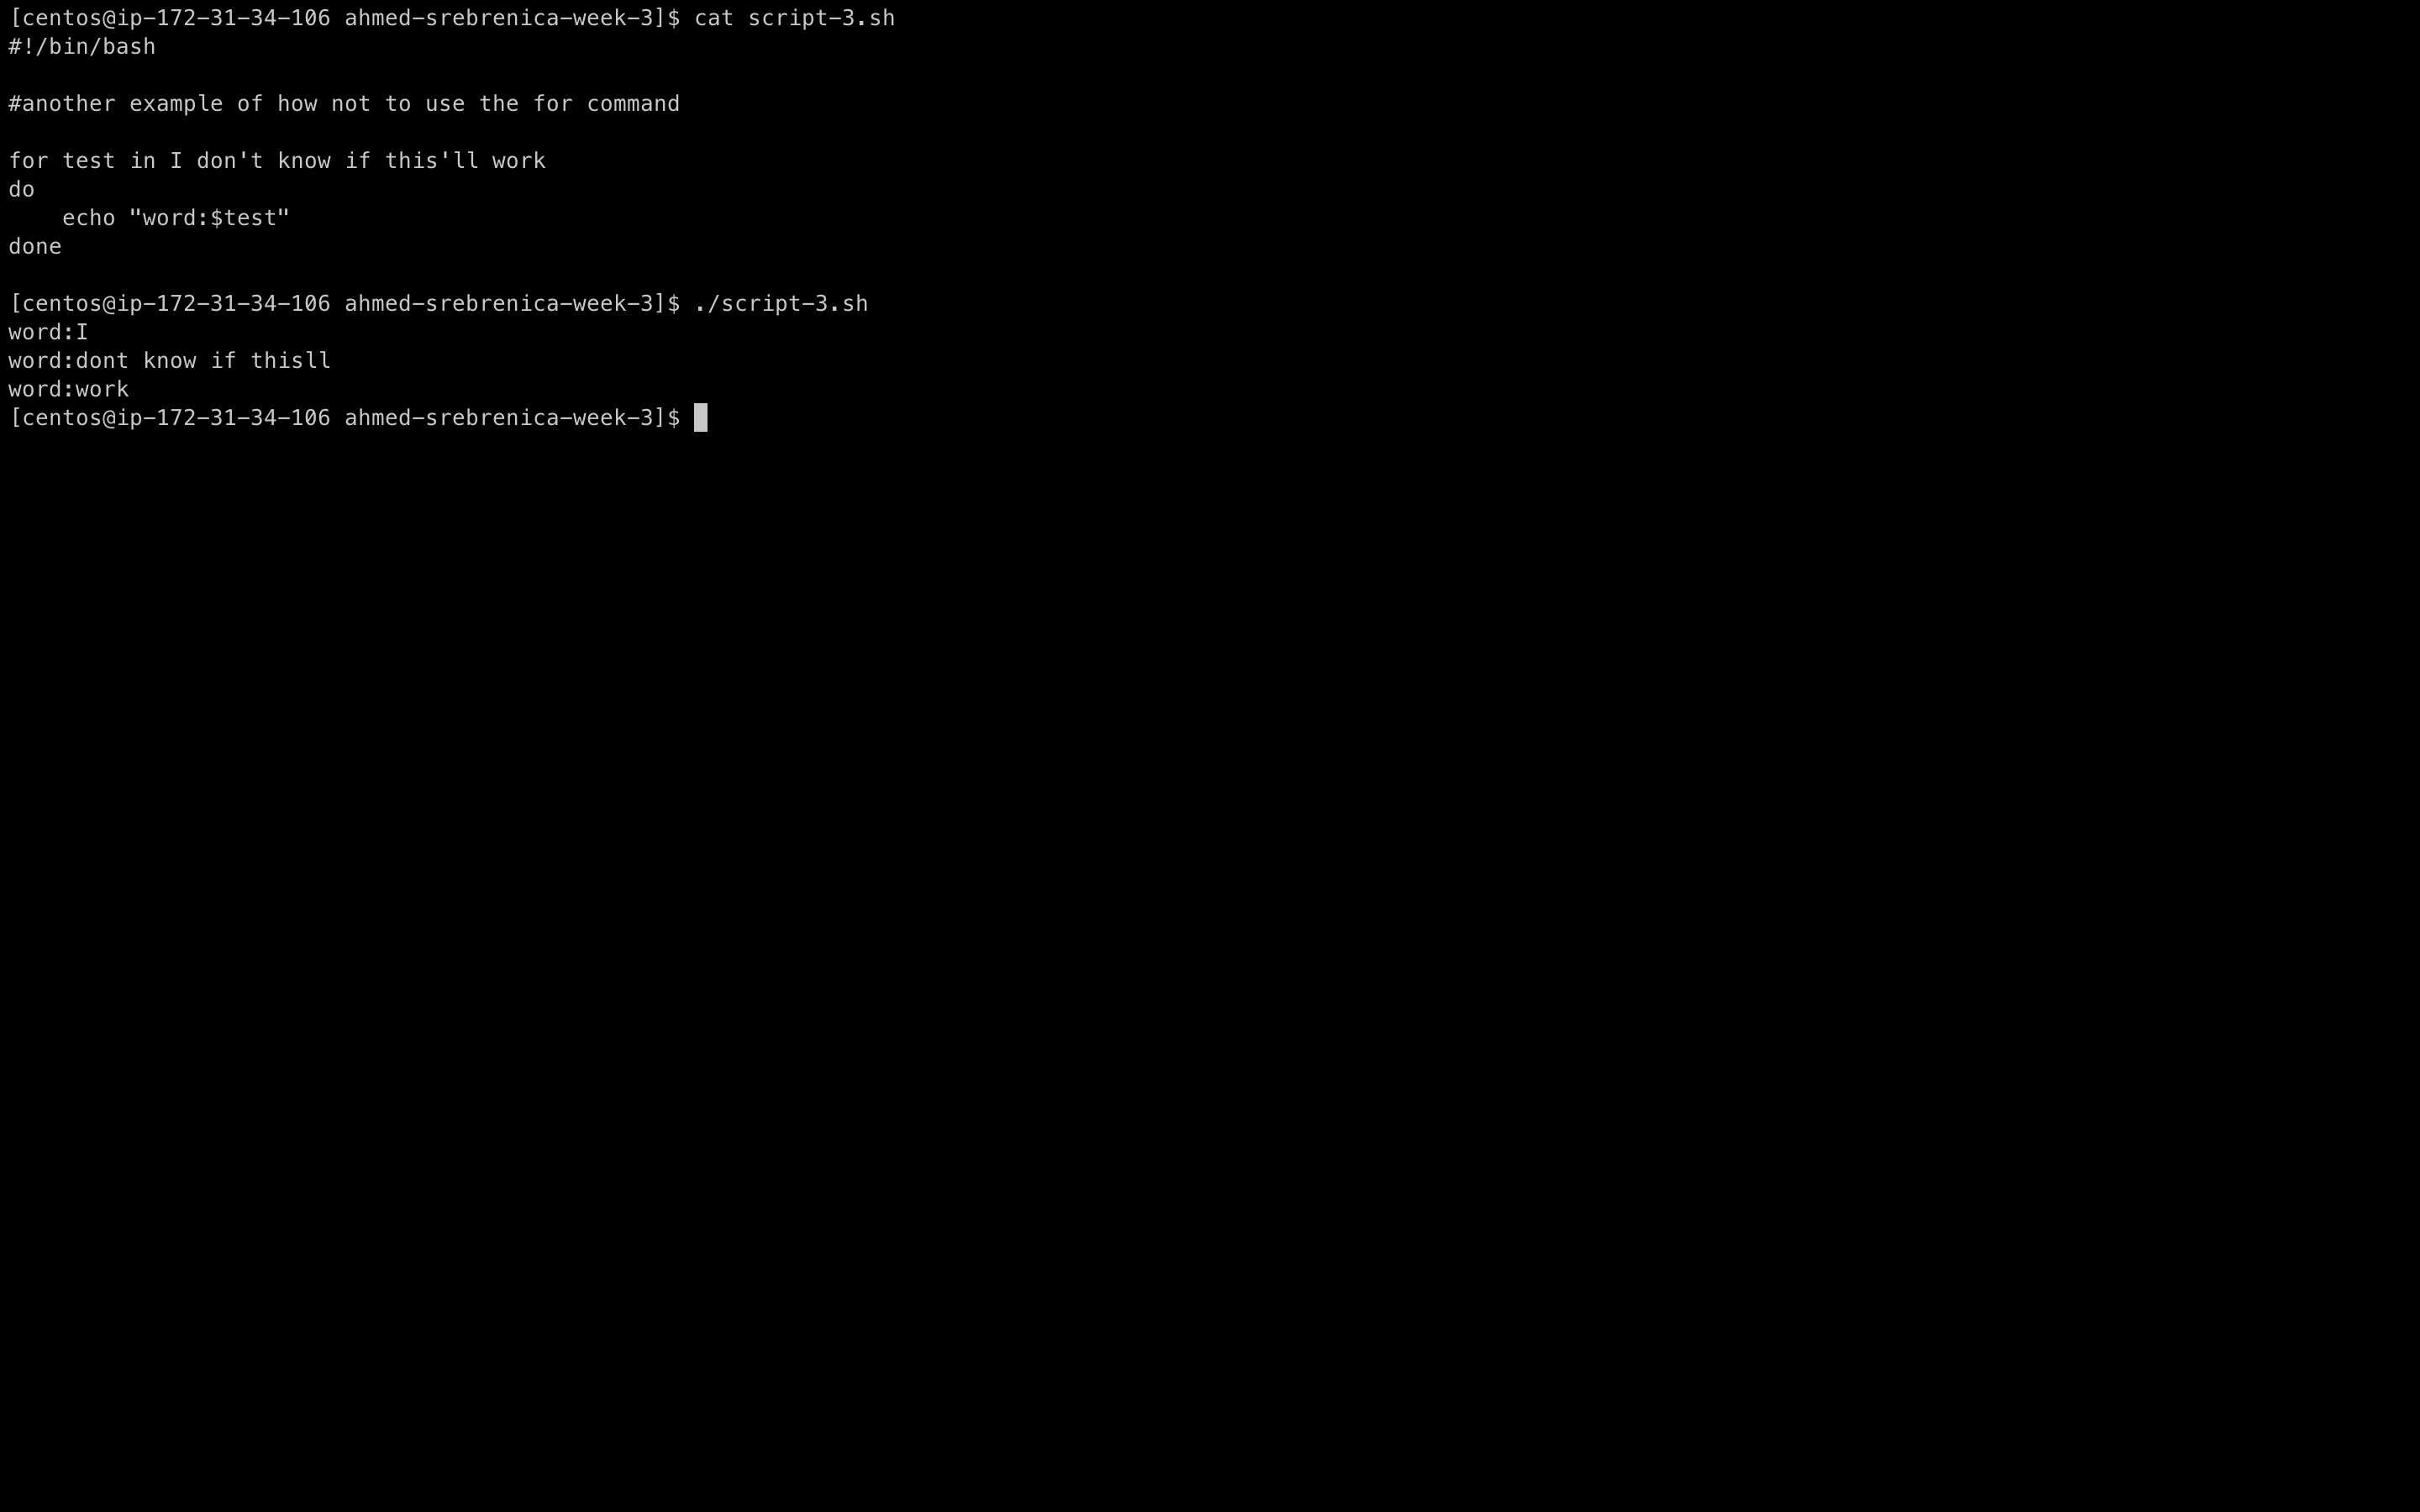 [centos@ip-172-31-34-106 ahmed-srebrenica-week-3]$ cat script-3.sh
#!/bin/bash
#another example of how not to use the for command
for test in I don't know if this'll work
do
    echo "word:$test"
done
[centos@ip-172-31-34-106 ahmed-srebrenica-week-3]$ ./script-3.sh
word:I
word:dont know if thisll
word:work
[centos@ip-172-31-34-106 ahmed-srebrenica-week-3]$